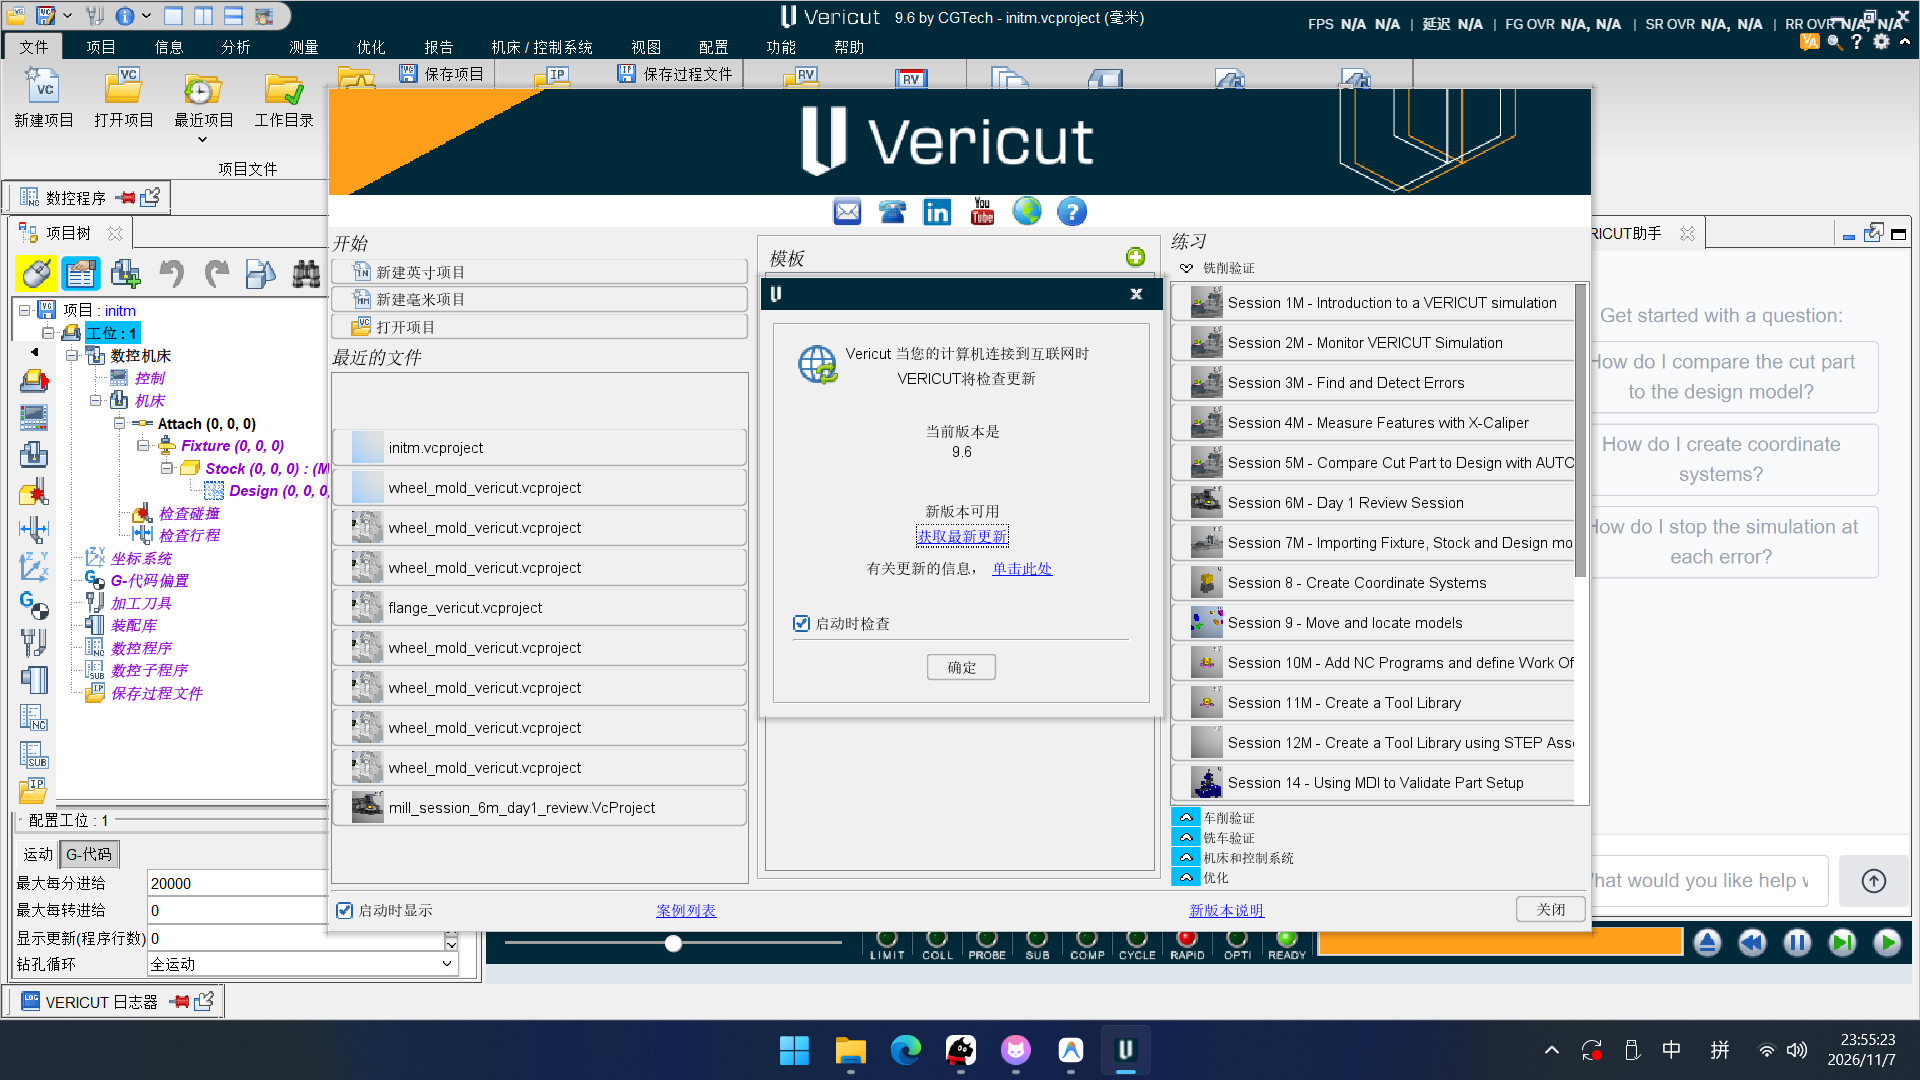 Vericut 9.6 by CGTech - initm.vcproject (毫米)
FPS N/A N/A | 延迟 N/A | FG OVR N/A, N/A | SR OVR N/A, N/A | RR OVR N/A, N/A
文件 项目 信息 分析 测量 优化 报告 机床 / 控制系统 视图 配置 功能 帮助
新建项目 打开项目 最近项目 工作目录
保存项目
保存过程文件
项目文件
数控程序
项目树
项目 : initm
工位 : 1
数控机床
控制
机床
Attach (0, 0, 0)
Fixture (0, 0, 0)
Stock (0, 0, 0) : (M
Design (0, 0, 0,
检查碰撞
检查行程
坐标系统
G-代码偏置
加工刀具
装配库
数控程序
数控子程序
保存过程文件
配置工位 : 1
运动 G-代码
最大每分进给 20000
最大每转进给 0
显示更新(程序行数) 0
钻孔循环 全运动
VERICUT 日志器
Vericut
开始
新建英寸项目
新建毫米项目
打开项目
最近的文件
initm.vcproject
wheel_mold_vericut.vcproject
wheel_mold_vericut.vcproject
wheel_mold_vericut.vcproject
flange_vericut.vcproject
wheel_mold_vericut.vcproject
wheel_mold_vericut.vcproject
wheel_mold_vericut.vcproject
wheel_mold_vericut.vcproject
mill_session_6m_day1_review.VcProject
启动时显示
案例列表
模板
Vericut 当您的计算机连接到互联网时
VERICUT将检查更新
当前版本是
9.6
新版本可用
获取最新更新
有关更新的信息， 单击此处
启动时检查
确定
练习
铣削验证
Session 1M - Introduction to a VERICUT simulation
Session 2M - Monitor VERICUT Simulation
Session 3M - Find and Detect Errors
Session 4M - Measure Features with X-Caliper
Session 5M - Compare Cut Part to Design with AUTO
Session 6M - Day 1 Review Session
Session 7M - Importing Fixture, Stock and Design mo
Session 8 - Create Coordinate Systems
Session 9 - Move and locate models
Session 10M - Add NC Programs and define Work Of
Session 11M - Create a Tool Library
Session 12M - Create a Tool Library using STEP Asse
Session 14 - Using MDI to Validate Part Setup
车削验证
铣车验证
机床和控制系统
优化
新版本说明
关闭
RICUT助手
Get started with a question:
How do I compare the cut part
to the design model?
How do I create coordinate
systems?
How do I stop the simulation at
each error?
hat would you like help
LIMIT COLL PROBE SUB COMP CYCLE RAPID OPTI READY
中 拼
23:55:23
2026/11/7